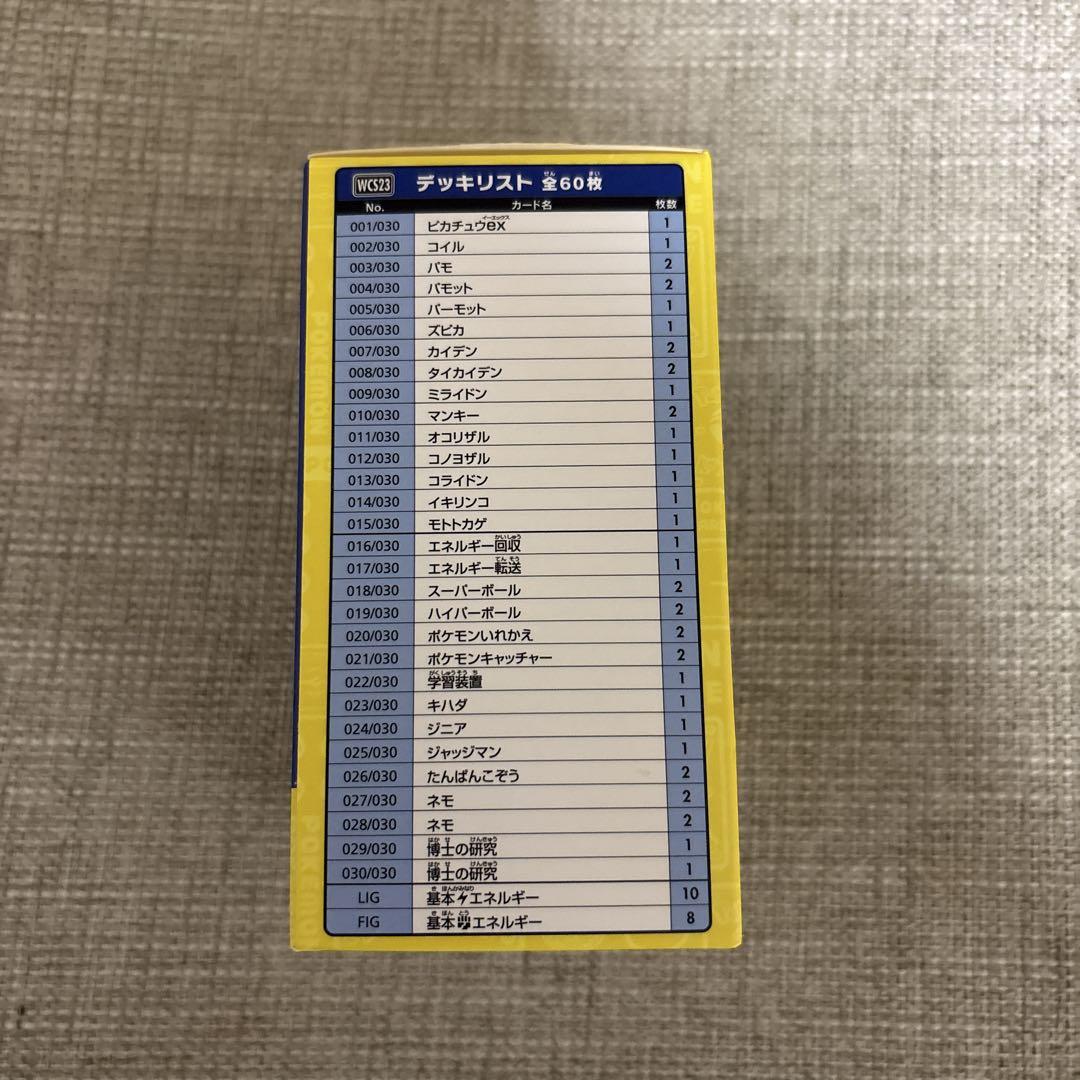 WCS23 デッキリスト 全60枚
No. カード名 枚数
001/030 ピカチュウex 1
002/030 コイル 1
003/030 パモ 2
004/030 パモット 2
005/030 パーモット 1
006/030 ズピカ 1
007/030 カイデン 2
008/030 タイカイデン 2
009/030 ミライドン 1
010/030 マンキー 2
011/030 オコリザル 1
012/030 コノヨザル 1
013/030 コライドン 1
014/030 イキリンコ 1
015/030 モトトカゲ 1
016/030 エネルギー回収 1
017/030 エネルギー転送 1
018/030 スーパーボール 2
019/030 ハイパーボール 2
020/030 ポケモンいれかえ 2
021/030 ポケモンキャッチャー 2
022/030 学習装置 1
023/030 キハダ 1
024/030 ジニア 1
025/030 ジャッジマン 1
026/030 たんぱんこぞう 2
027/030 ネモ 2
028/030 ネモ 2
029/030 博士の研究 1
030/030 博士の研究 1
LIG 基本エネルギー 10
FIG 基本エネルギー 8